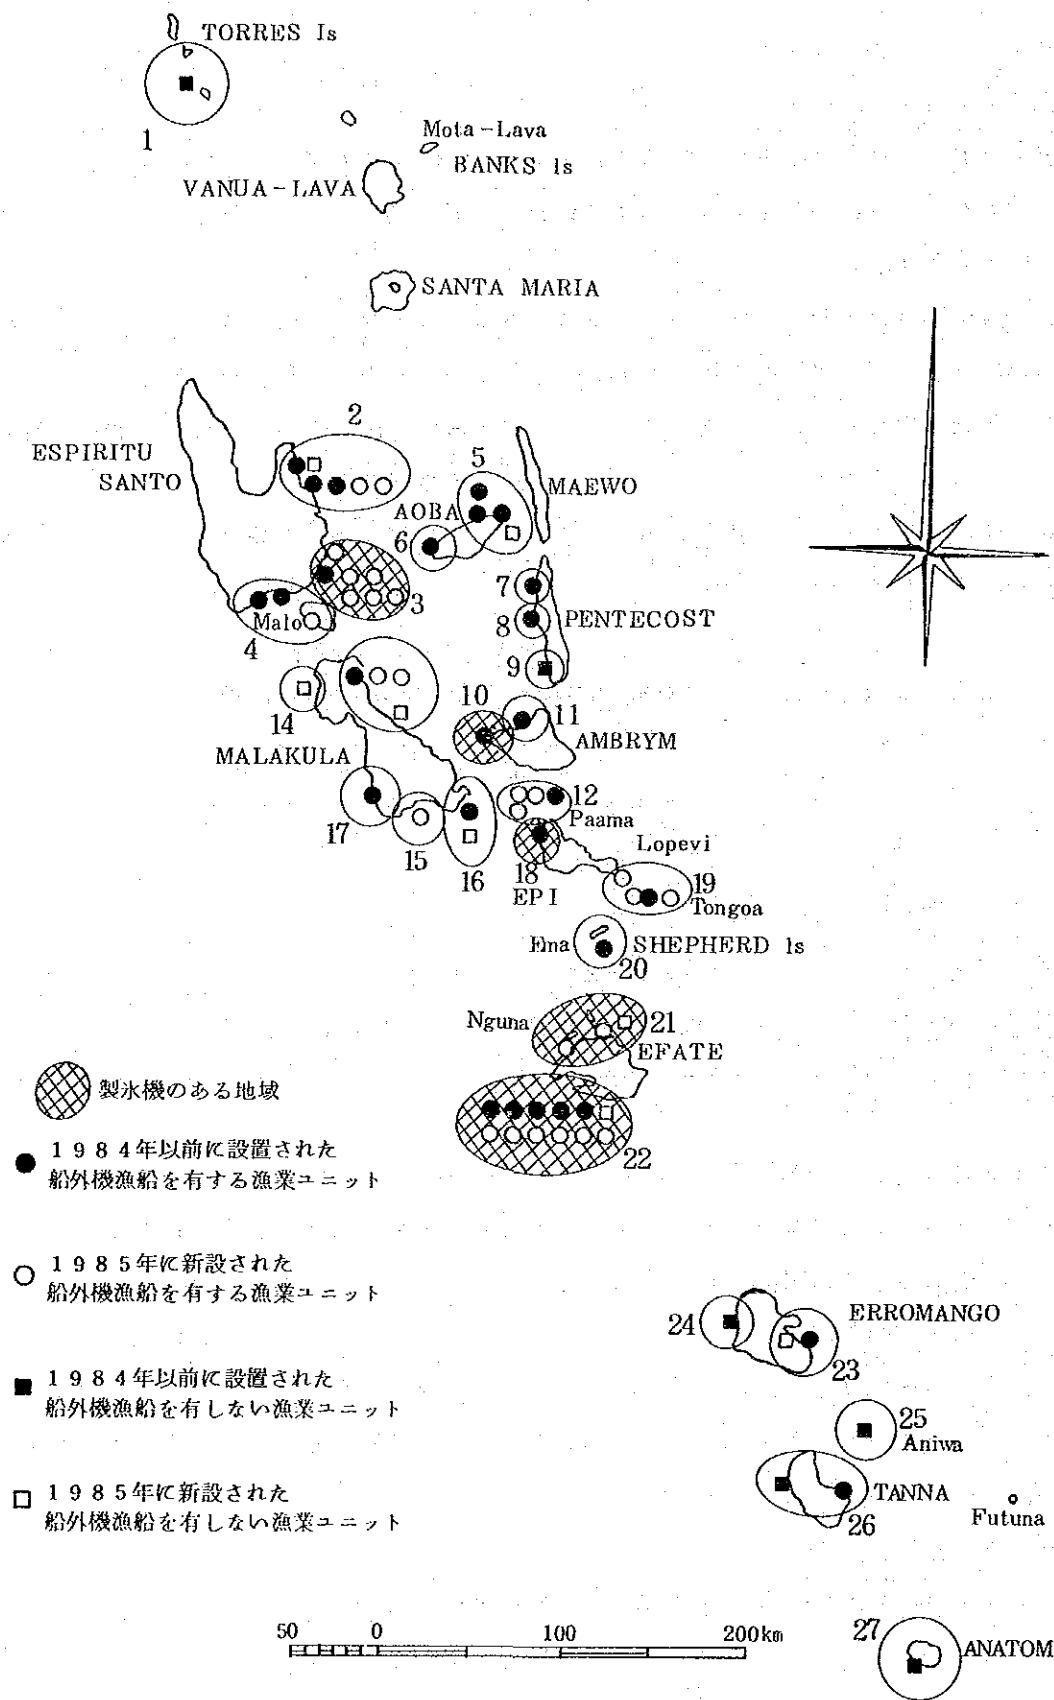 TORRES Is
1
Mota-Lava
BANKS Is
VANUA-LAVA
SANTA MARIA
2
ESPIRITU
SANTO
5
MAEWO
AOBA
6
3
7
Malo
8
PENTECOST
4
9
10
11
14
AMBRYM
MALAKULA
12
Paama
17
15
Lopevi
16
18
19
EPI
Tongoa
Ema
SHEPHERD Is
20
Nguna
21
EFATE
22
製氷機のある地域
1984年以前に設置された
船外機漁船を有する漁業ユニット
1985年に新設された
船外機漁船を有する漁業ユニット
1984年以前に設置された
船外機漁船を有しない漁業ユニット
1985年に新設された
船外機漁船を有しない漁業ユニット
24
ERROMANGO
23
25
Aniwa
TANNA
26
Futuna
50 0 100 200km
27
ANATOM